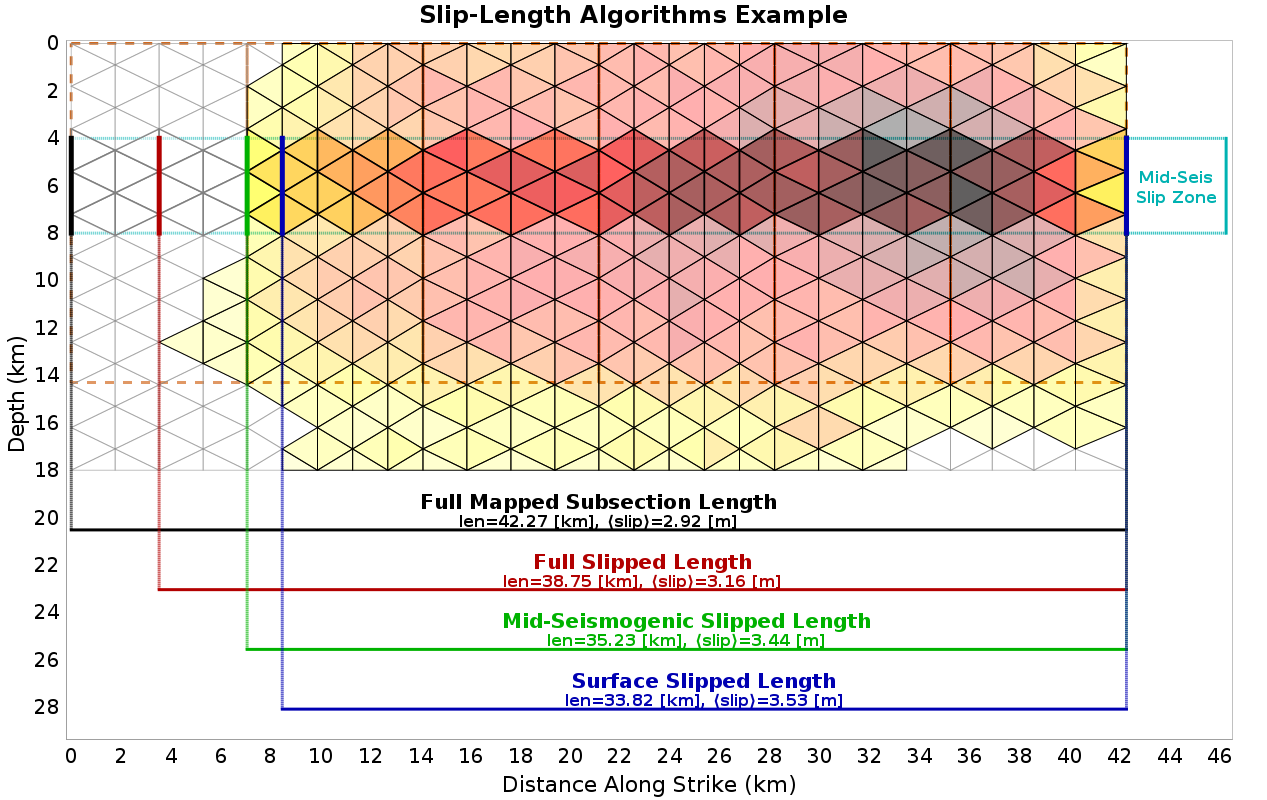 Slip-Length Algorithms Example
0
2
4
6
8
10
12
14
16
18
20
22
24
26
28
Depth (km)
Mid-Seis
Slip Zone
Full Mapped Subsection Length
len=42.27 [km], ⟨slip⟩=2.92 [m]
Full Slipped Length
len=38.75 [km], ⟨slip⟩=3.16 [m]
Mid-Seismogenic Slipped Length
len=35.23 [km], ⟨slip⟩=3.44 [m]
Surface Slipped Length
len=33.82 [km], ⟨slip⟩=3.53 [m]
0 2 4 6 8 10 12 14 16 18 20 22 24 26 28 30 32 34 36 38 40 42 44 46
Distance Along Strike (km)